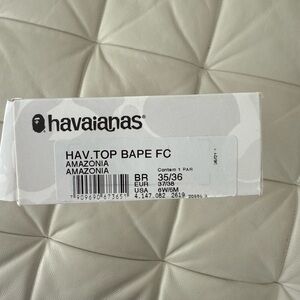 havaianas®
HAV.TOP BAPE FC
AMAZONIA
AMAZONIA
Contem 1 PAR
BR 35/36
EUR 37/38
USA 6W/5M
7909690673651
4.147.082 2619